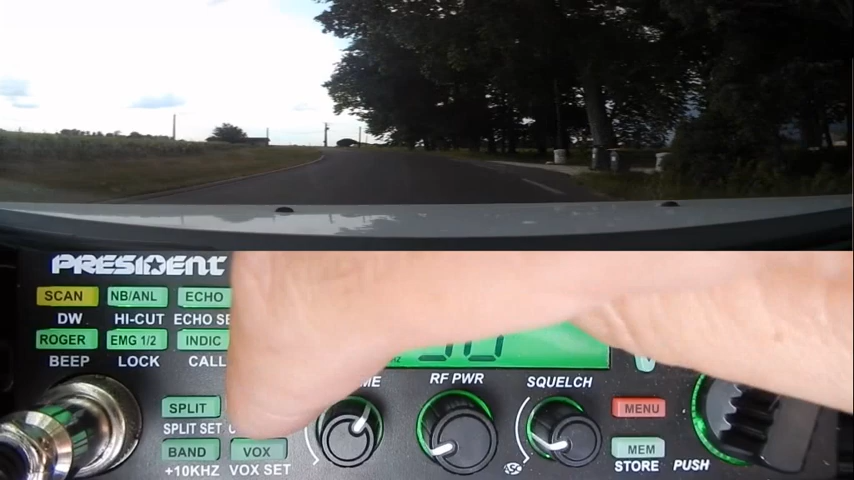 PRESIDENT
SCAN NB/ANL ECHO
DW HI-CUT ECHO SE
ROGER EMG 1/2 INDIC
BEEP LOCK CALL
RF PWR SQUELCH
SPLIT MENU
SPLIT SET
BAND VOX MEM
+10KHZ VOX SET STORE PUSH